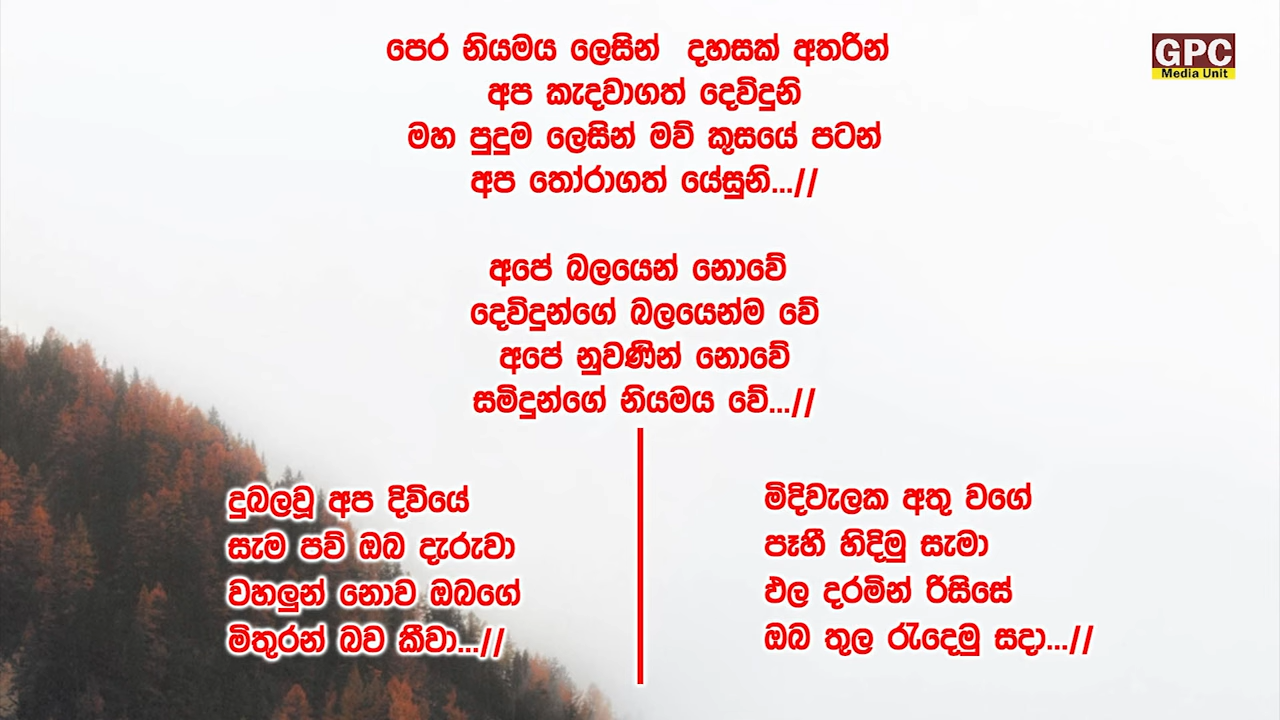 පෙර නියමය ලෙසින් දහසක් අතරින්
අප කැදවාගත් දෙවිදුනි
මහ පුදුම ලෙසින් මව් කුසයේ පටන්
අප තෝරාගත් යේසුනි...//
අපේ බලයෙන් නොවේ
දෙවිදුන්ගේ බලයෙන්ම වේ
අපේ නුවණින් නොවේ
සමිදුන්ගේ නියමය වේ...//
දුබලවූ අප දිවියේ
සැම පව් ඔබ දැරුවා
වහලුන් නොව ඔබගේ
මිතුරන් බව කීවා...//
මිදිවැලක අතු වගේ
පෑහී හිදිමු සැමා
ඵල දරමින් රිසිසේ
ඔබ තුල රැදෙමු සදා...//
GPC
Media Unit